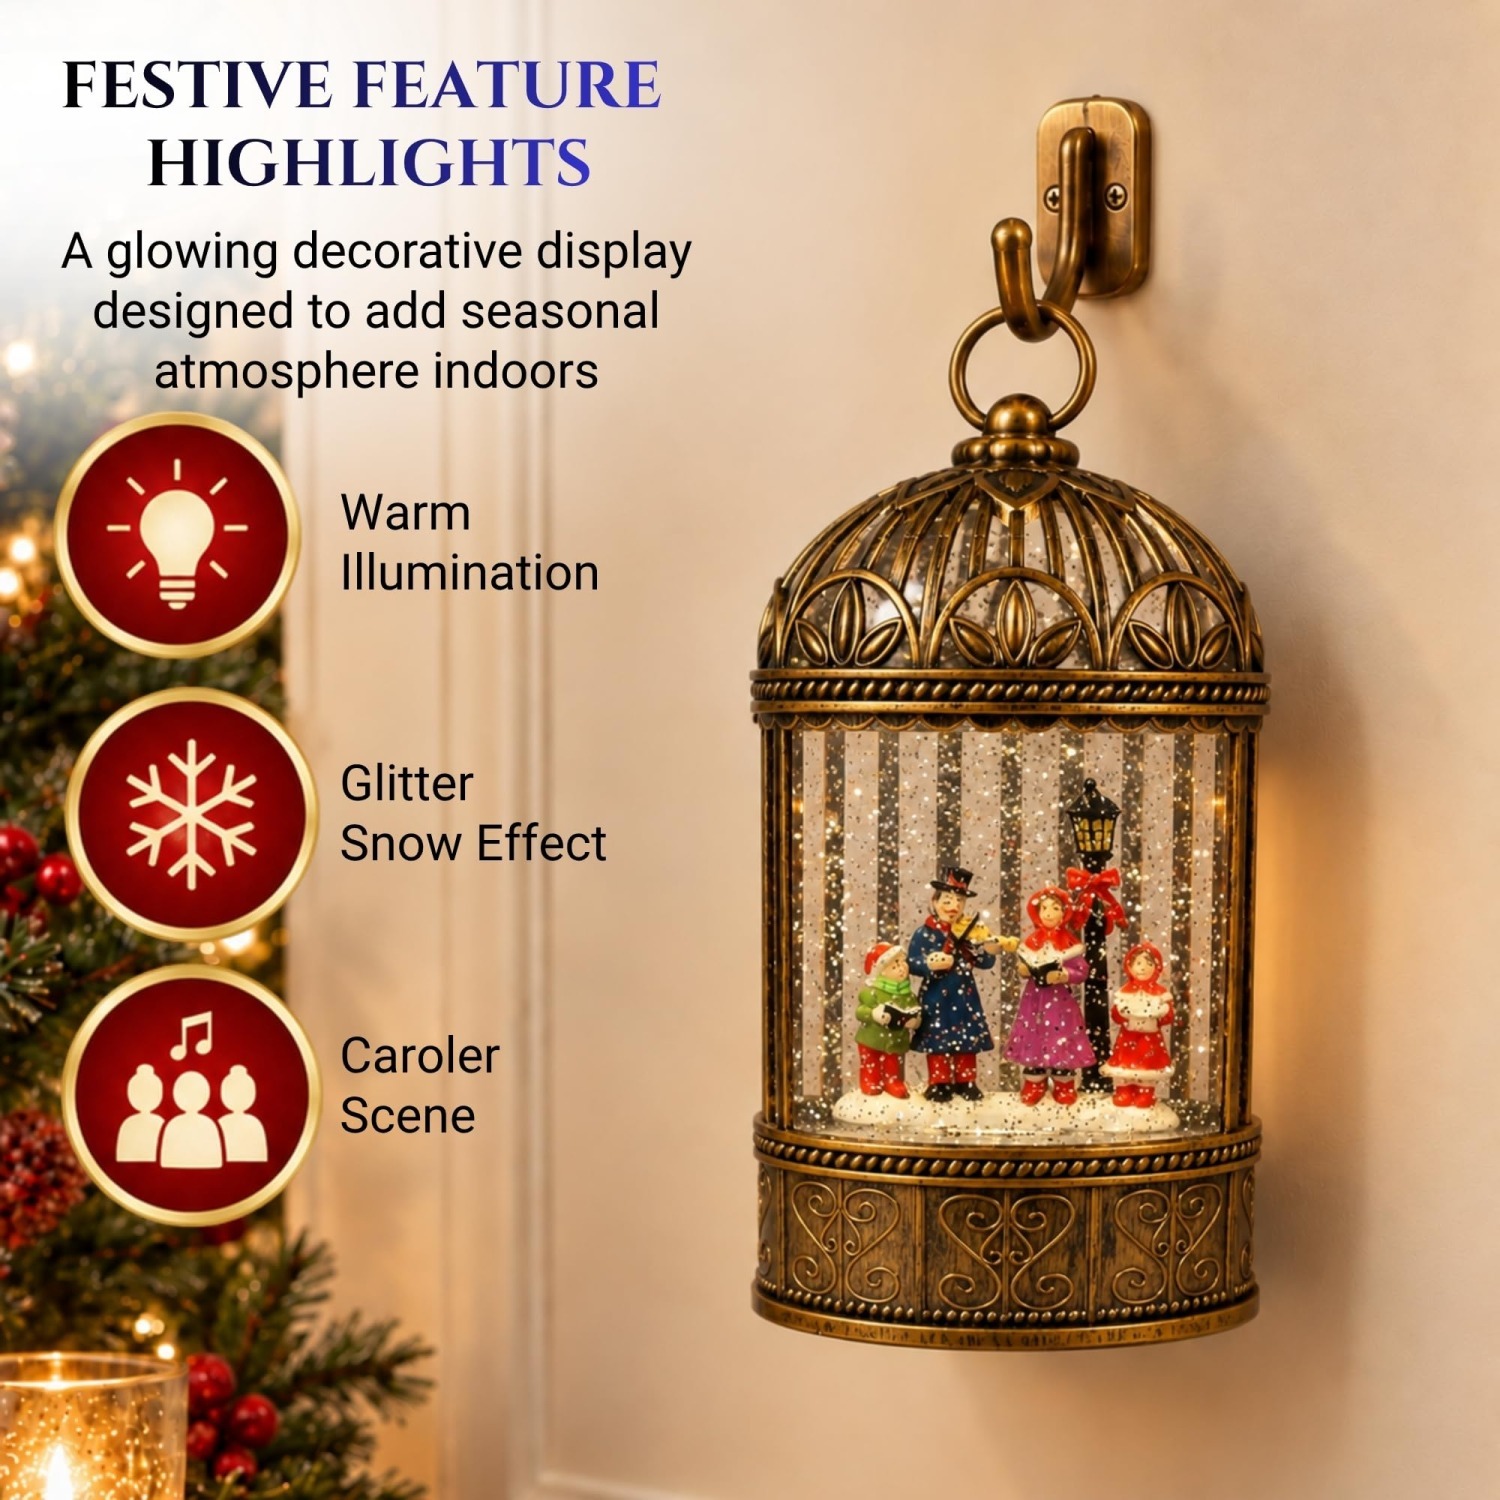 FESTIVE FEATURE
HIGHLIGHTS
A glowing decorative display
designed to add seasonal
atmosphere indoors
Warm
Illumination
Glitter
Snow Effect
Caroler
Scene